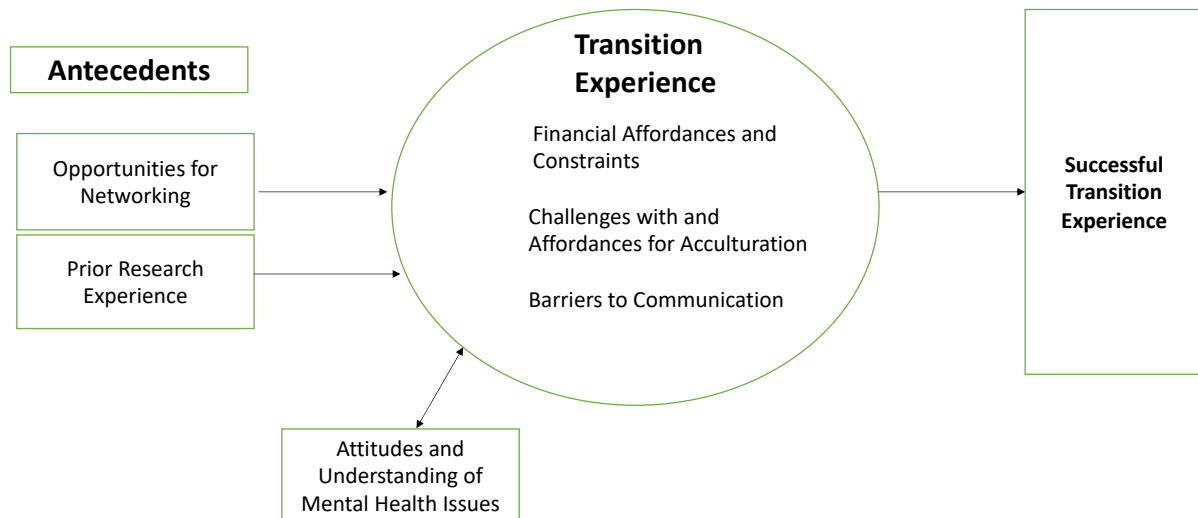 Antecedents
Opportunities for
Networking
Prior Research
Experience
Transition
Experience
Financial Affordances and
Constraints
Challenges with and
Affordances for Acculturation
Barriers to Communication
Attitudes and
Understanding of
Mental Health Issues
Successful
Transition
Experience